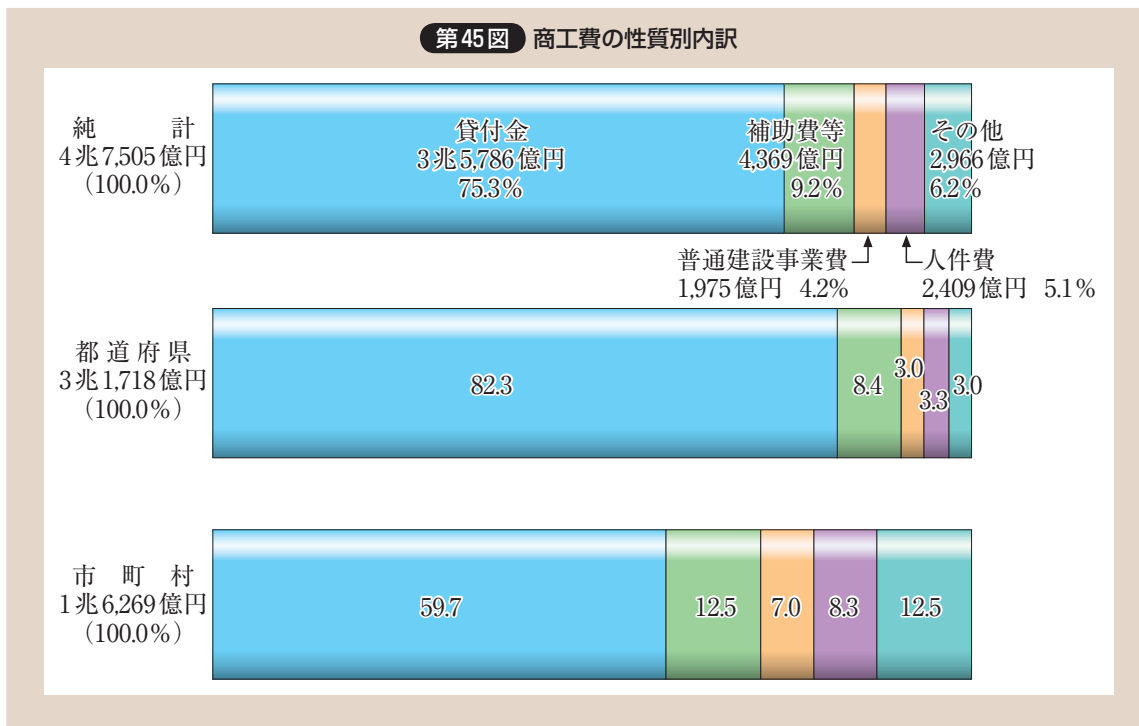 第45図 商工費の性質別内訳
純計
4兆7,505億円
（100.0%）
貸付金
3兆5,786億円
75.3%
補助費等
4,369億円
9.2%
その他
2,966億円
6.2%
普通建設事業費
1,975億円 4.2%
人件費
2,409億円 5.1%
都道府県
3兆1,718億円
（100.0%）
82.3
8.4
3.0
3.3
3.0
市町村
1兆6,269億円
（100.0%）
59.7
12.5
7.0
8.3
12.5